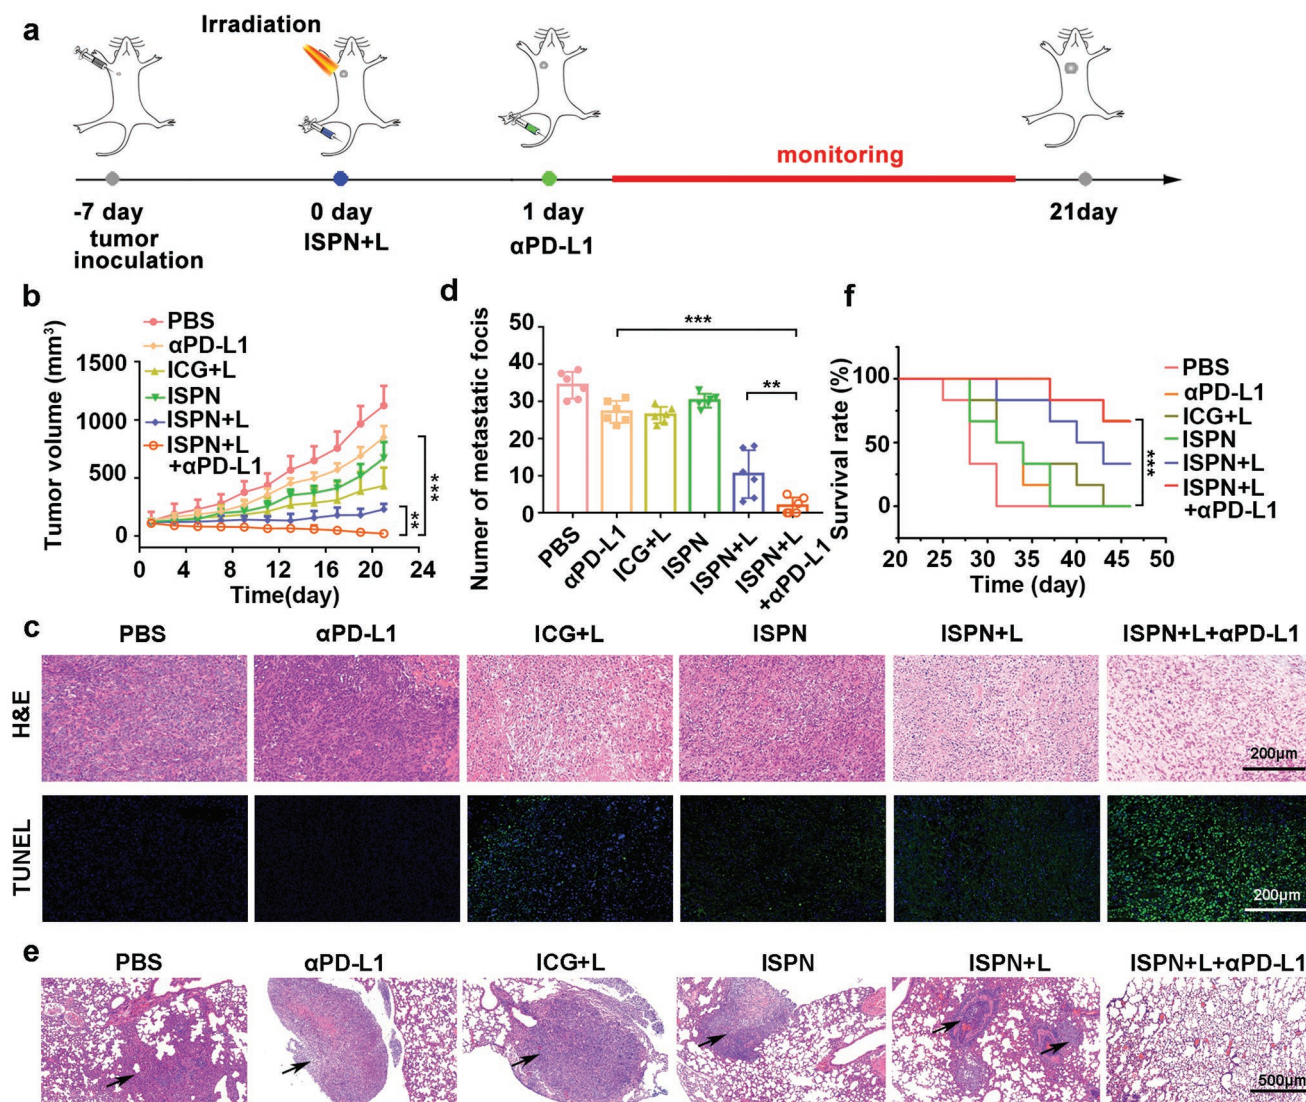 a
Irradiation
monitoring
-7 day
tumor
inoculation
0 day
ISPN+L
1 day
αPD-L1
21day
b
Tumor volume (mm³)
1500
1000
500
0
0 4 8 12 16 20 24
Time(day)
PBS
αPD-L1
ICG+L
ISPN
ISPN+L
ISPN+L
+αPD-L1
**
***
d
Numer of metastatic focis
50
40
30
20
10
0
***
**
PBS
αPD-L1
ICG+L
ISPN
ISPN+L
ISPN+L
+αPD-L1
f
Survival rate (%)
100
50
0
20 25 30 35 40 45 50
Time (day)
PBS
αPD-L1
ICG+L
ISPN
ISPN+L
ISPN+L
+αPD-L1
***
c
PBS αPD-L1 ICG+L ISPN ISPN+L ISPN+L+αPD-L1
H&E
200μm
TUNEL
200μm
e
PBS αPD-L1 ICG+L ISPN ISPN+L ISPN+L+αPD-L1
500μm